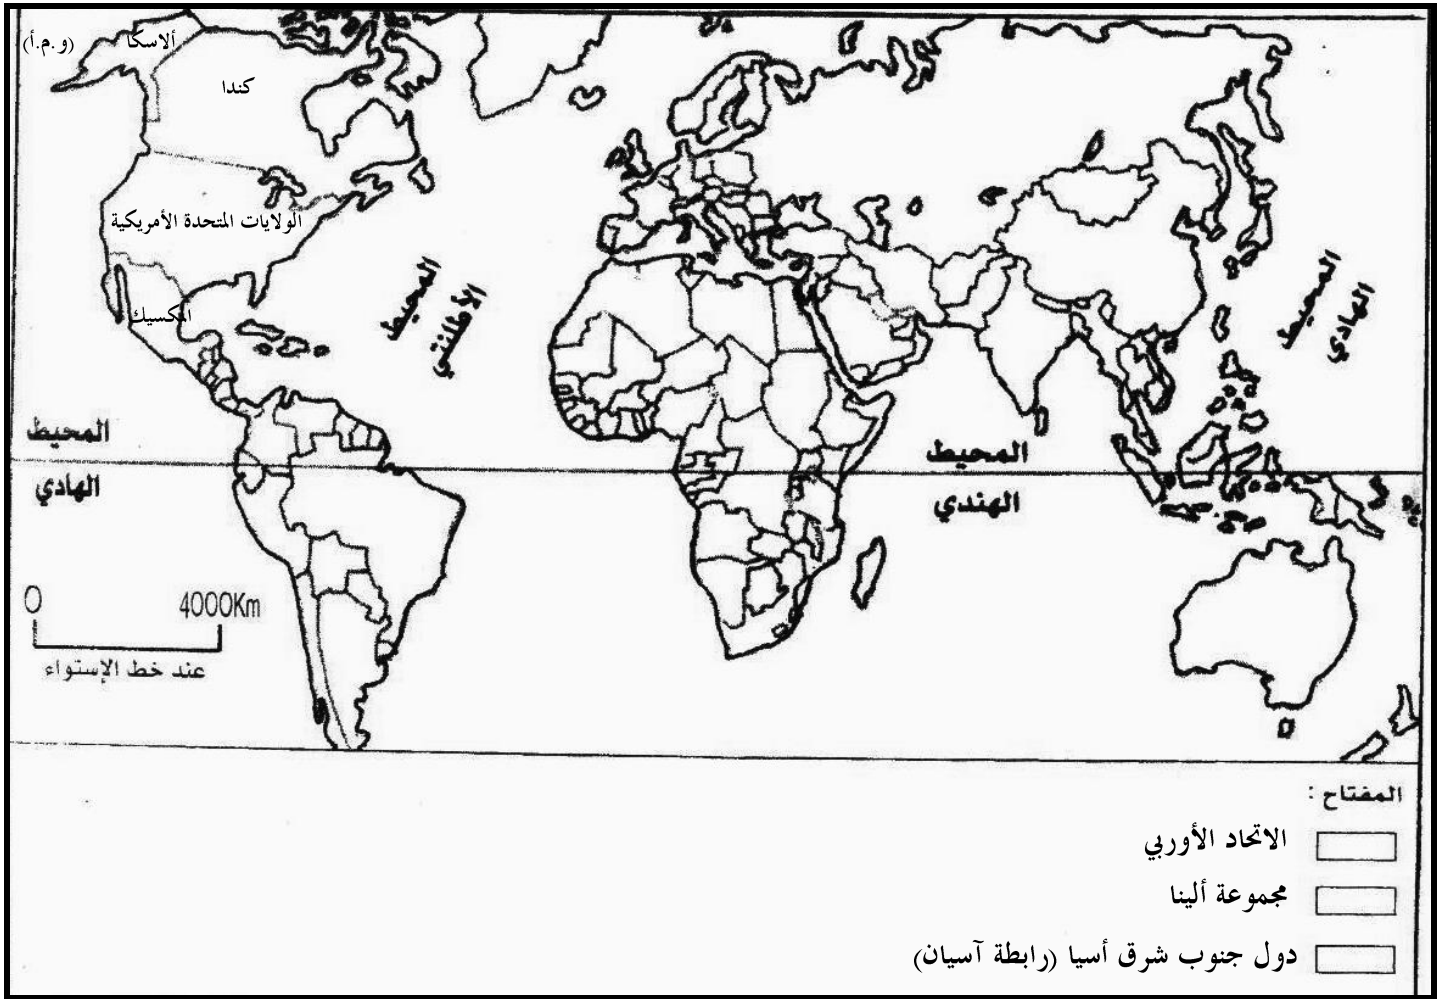 ألاسكا
(و.م.أ)
كندا
الولايات المتحدة الأمريكية
المكسيك
المحيط
الأطلنتي
المحيط
الهادي
المحيط
الهادي
المحيط
الهندي
0 4000Km
عند خط الإستواء
المفتاح :
الاتحاد الأوربي
مجموعة ألينا
دول جنوب شرق أسيا (رابطة آسيان)